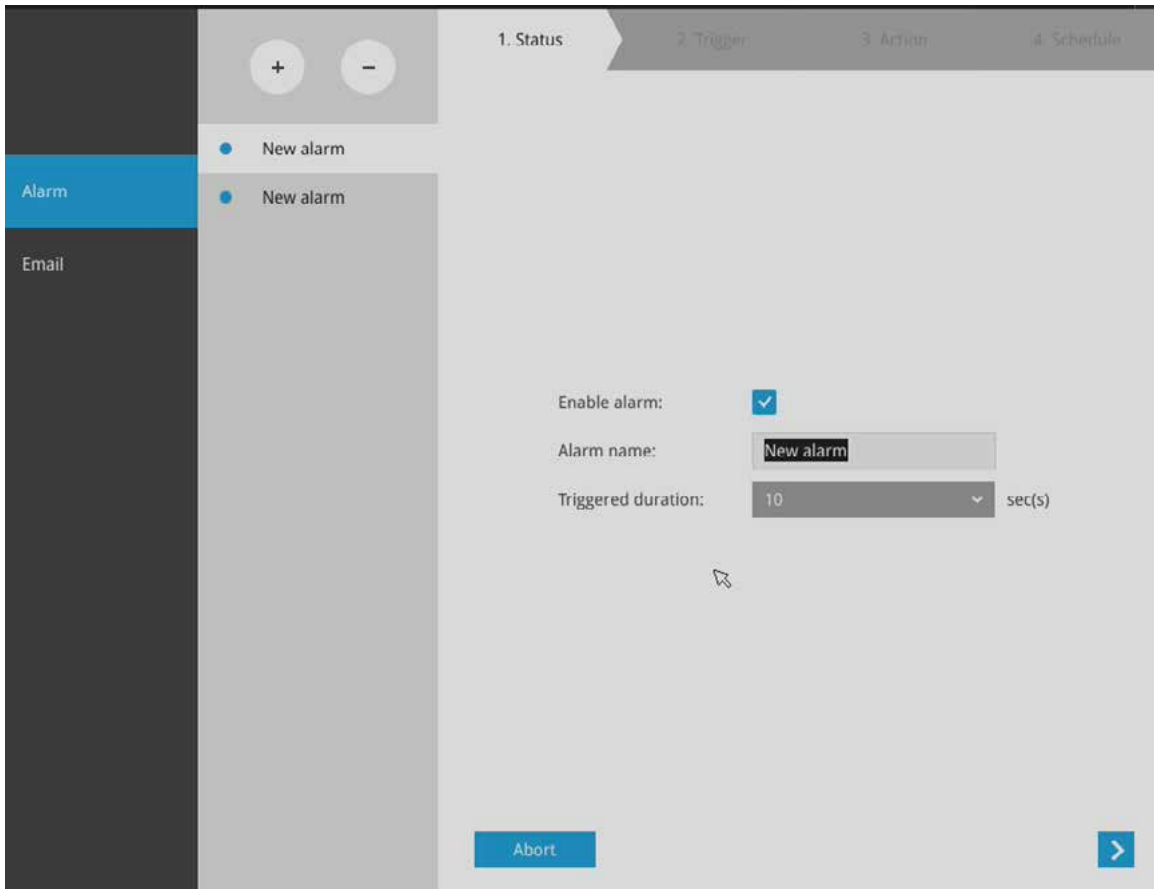 1. Status
2. Trigger
3. Action
4. Schedule
+
−
New alarm
New alarm
Alarm
Email
Enable alarm:
Alarm name:
New alarm
Triggered duration:
10
sec(s)
Abort